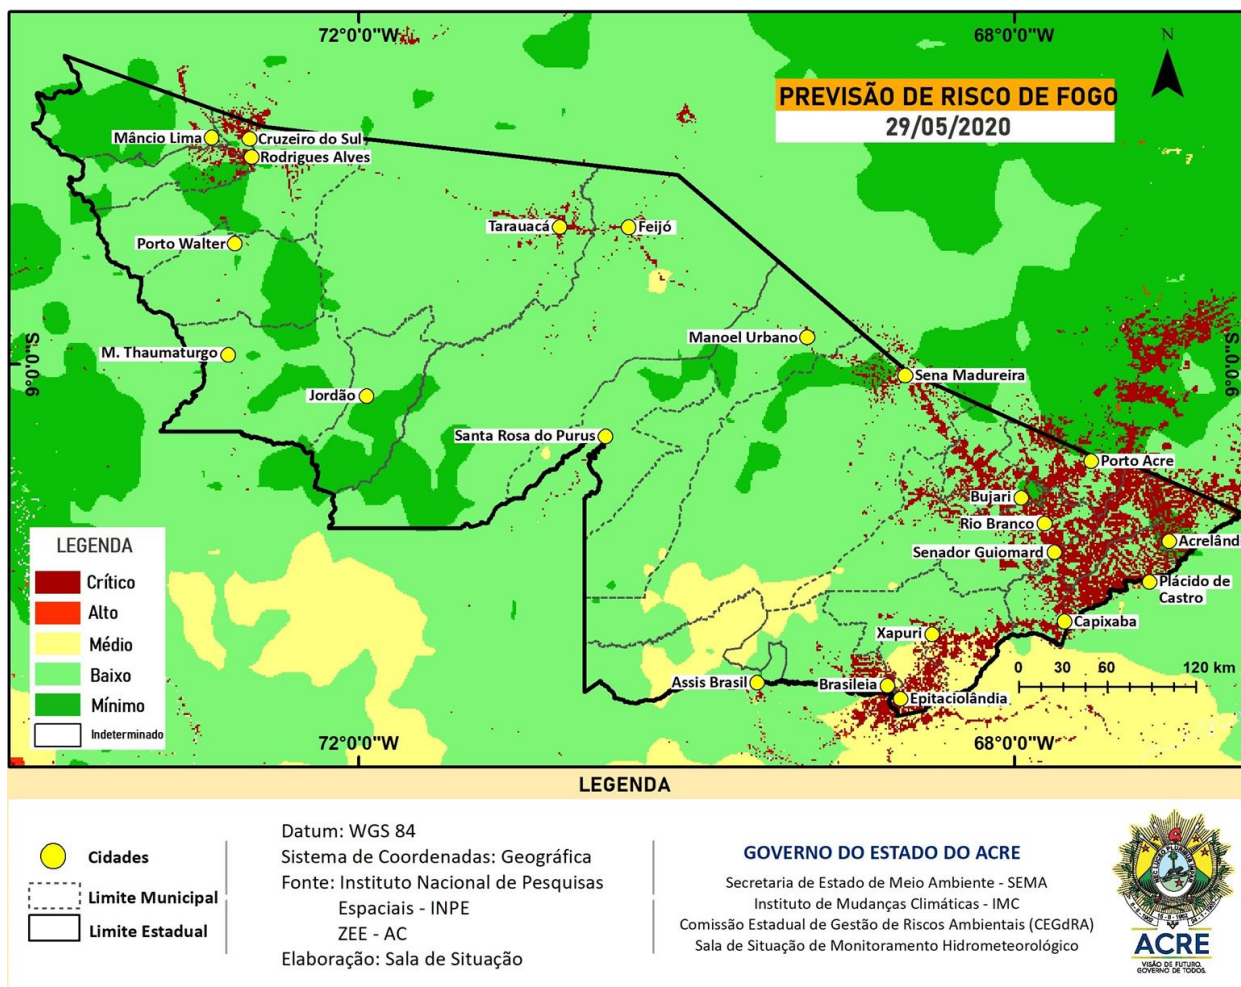 72°0'0"W
68°0'0"W
N
PREVISÃO DE RISCO DE FOGO
29/05/2020
Mâncio Lima
Cruzeiro do Sul
Rodrigues Alves
Tarauacá
Feijó
Porto Walter
Manoel Urbano
9°0'0"S
9°0'0"S
M. Thaumaturgo
Sena Madureira
Jordão
Santa Rosa do Purus
Porto Acre
Bujari
Rio Branco
Acrelând
Senador Guiomard
Plácido de
Castro
Capixaba
Xapuri
Assis Brasil
Brasileia
Epitaciolândia
0 30 60 120 km
LEGENDA
Crítico
Alto
Médio
Baixo
Mínimo
Indeterminado
72°0'0"W
68°0'0"W
LEGENDA
Cidades
Limite Municipal
Limite Estadual
Datum: WGS 84
Sistema de Coordenadas: Geográfica
Fonte: Instituto Nacional de Pesquisas
Espaciais - INPE
ZEE - AC
Elaboração: Sala de Situação
GOVERNO DO ESTADO DO ACRE
Secretaria de Estado de Meio Ambiente - SEMA
Instituto de Mudanças Climáticas - IMC
Comissão Estadual de Gestão de Riscos Ambientais (CEGdRA)
Sala de Situação de Monitoramento Hidrometeorológico
ACRE
VISÃO DE FUTURO.
GOVERNO DE TODOS.